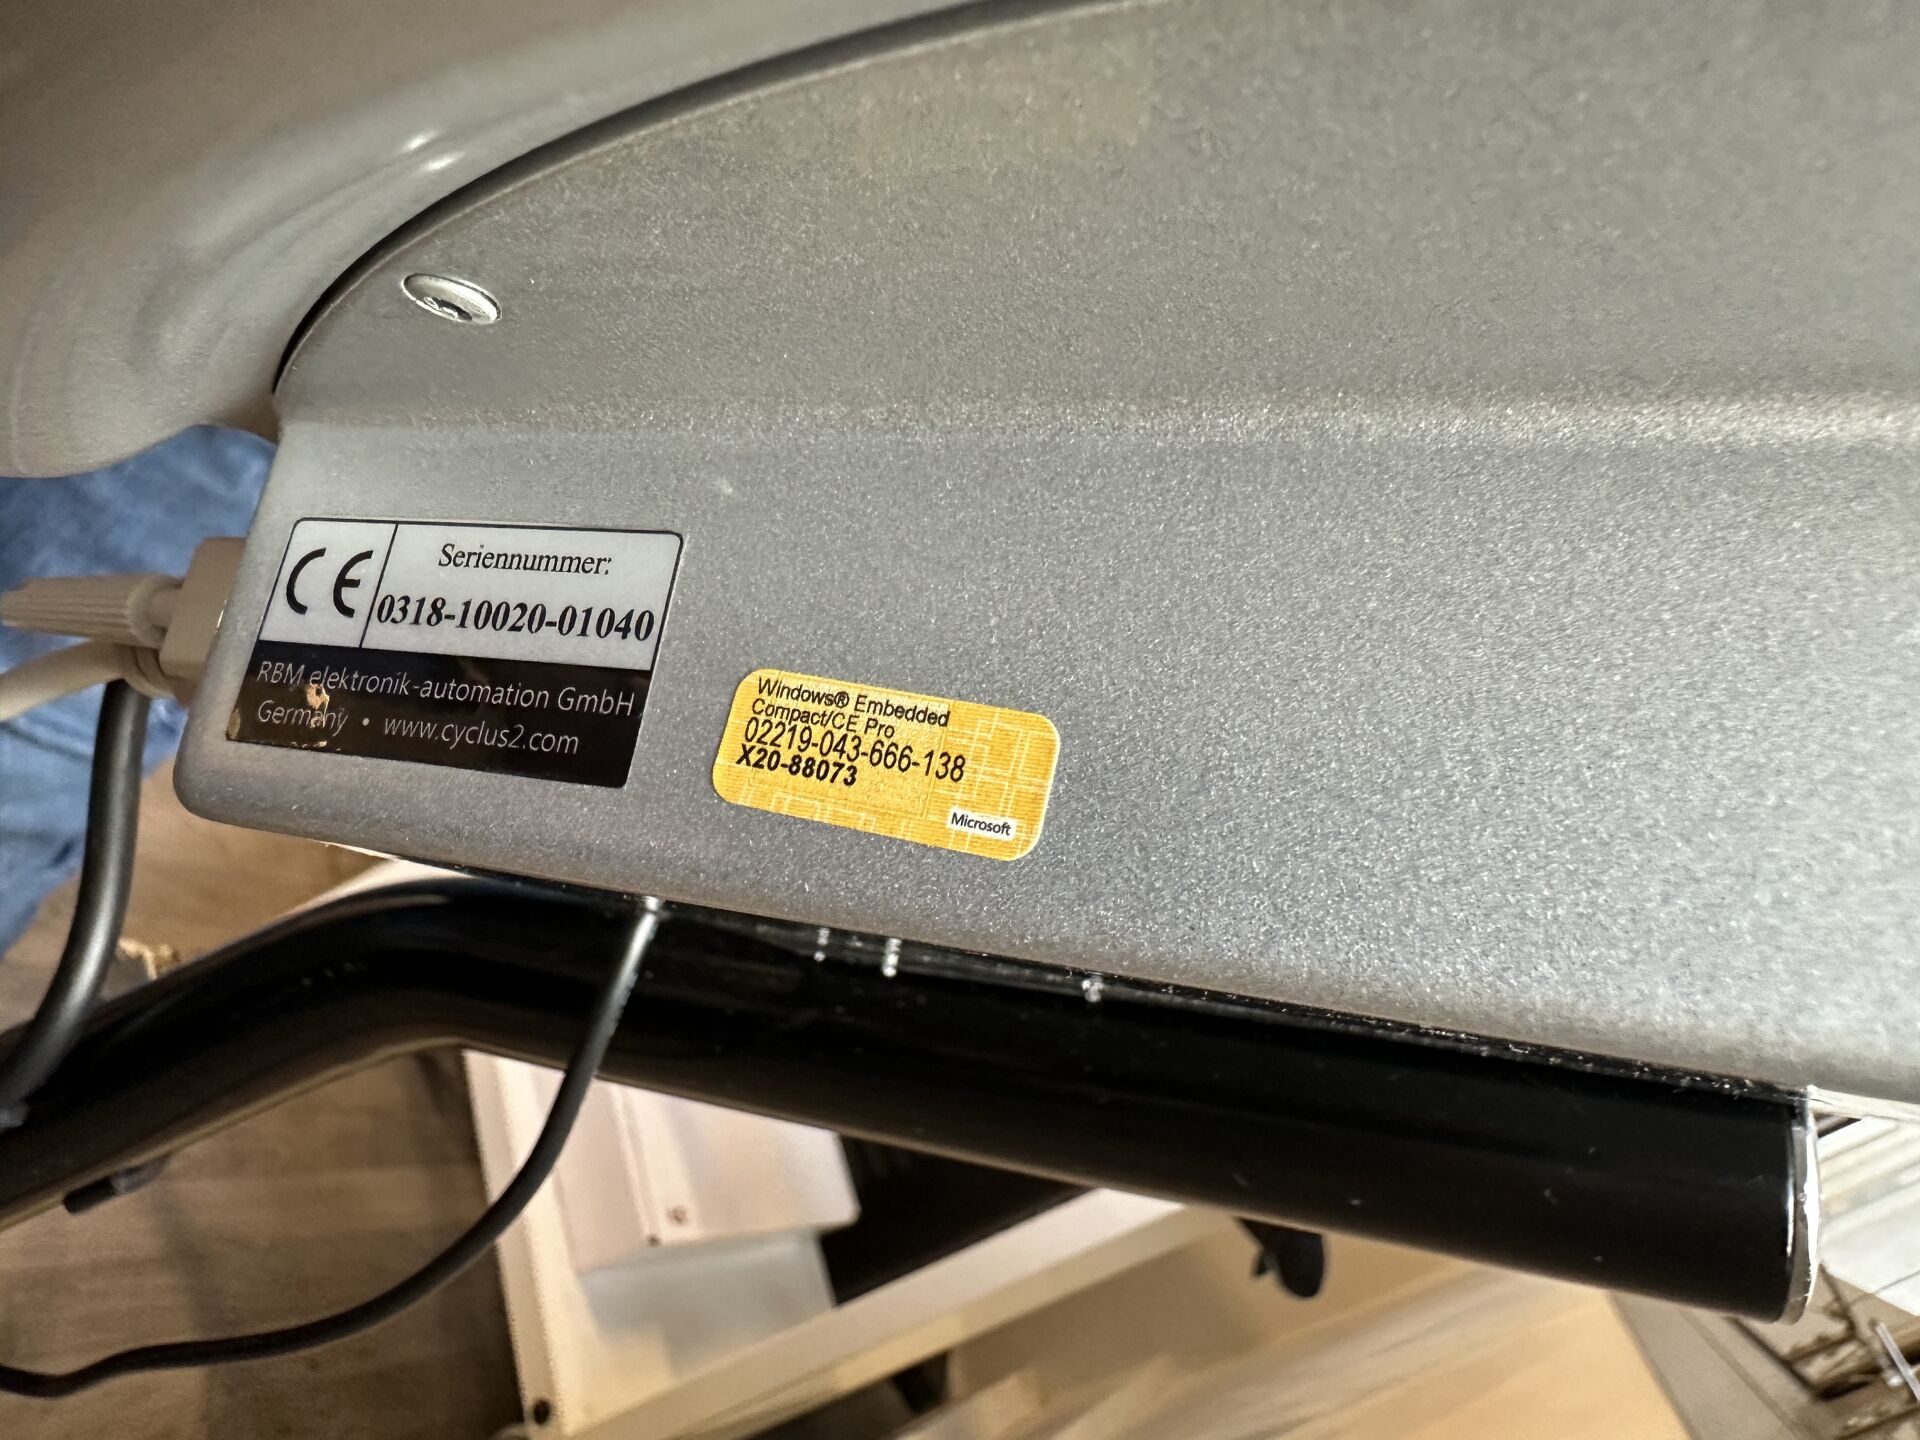 CE
Seriennummer:
0318-10020-01040
RBM elektronik-automation GmbH
Germany • www.cyclus2.com
Windows® Embedded
Compact/CE Pro
02219-043-666-138
X20-88073
Microsoft